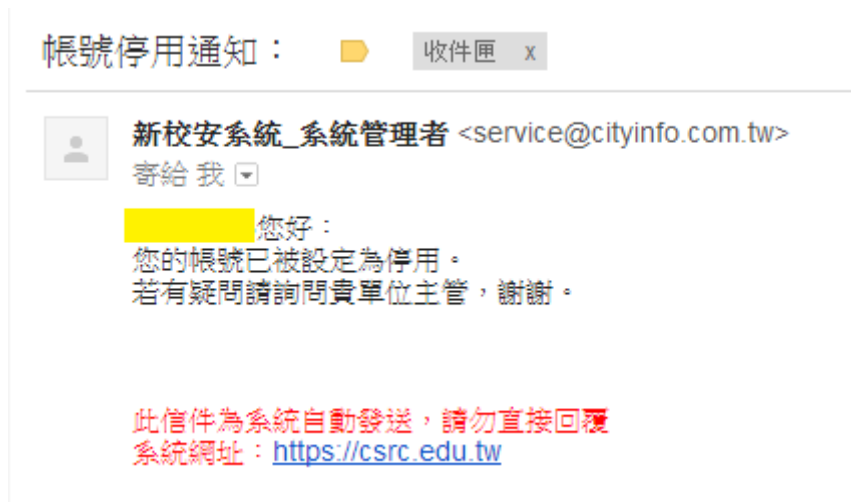 帳號停用通知：
收件匣 x
新校安系統_系統管理者 <service@cityinfo.com.tw>
寄給 我
您好：
您的帳號已被設定為停用。
若有疑問請詢問貴單位主管，謝謝。
此信件為系統自動發送，請勿直接回覆
系統網址：https://csrc.edu.tw